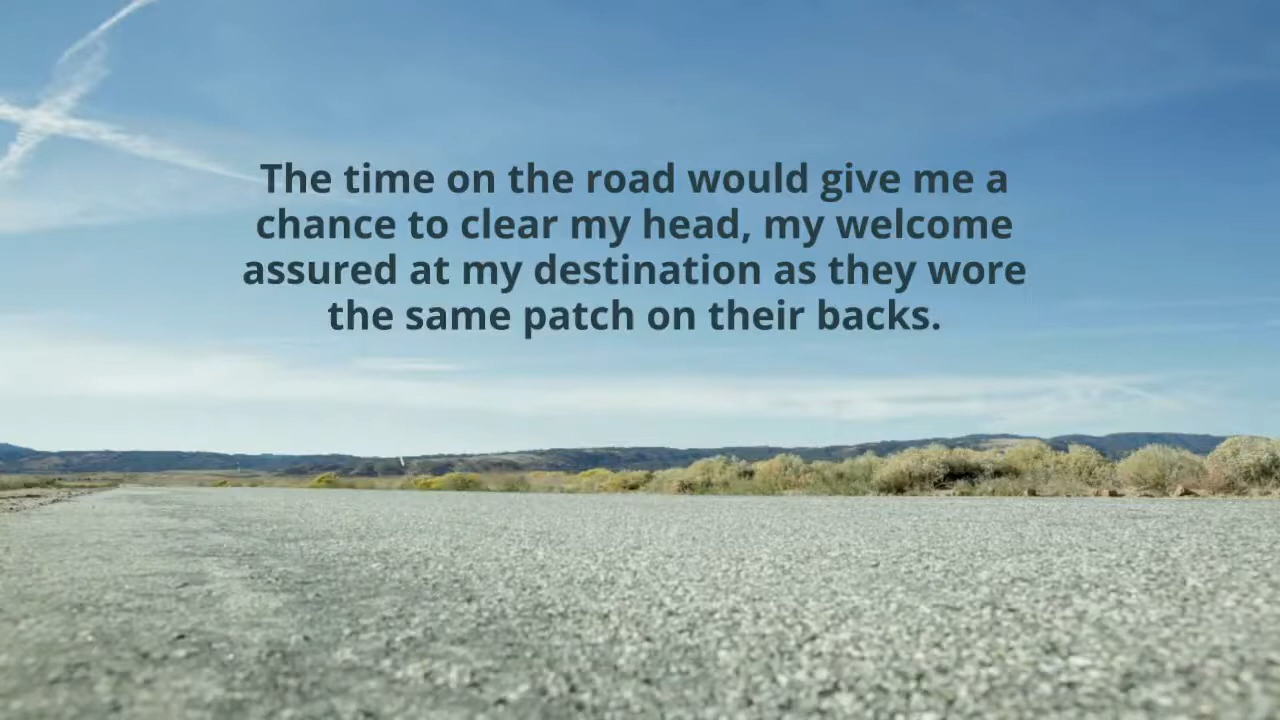 The time on the road would give me a
chance to clear my head, my welcome
assured at my destination as they wore
the same patch on their backs.